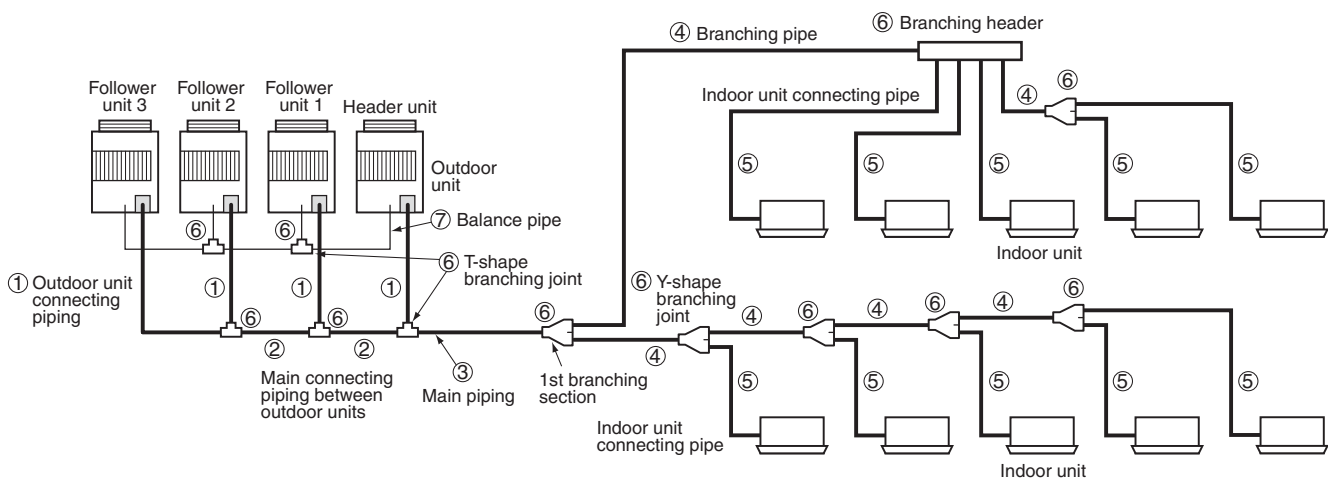 ④ Branching pipe
⑥ Branching header
Follower
unit 3
Follower
unit 2
Follower
unit 1
Header unit
Indoor unit connecting pipe
④
⑥
Outdoor
unit
⑤
⑤
⑤
⑤
⑤
⑥
⑥
⑦ Balance pipe
Indoor unit
① Outdoor unit
connecting
piping
①
①
①
⑥ T-shape
branching joint
⑥ Y-shape
branching
joint
⑥
⑥
⑥
④
⑥
④
⑥
④
⑥
②
②
③
Main piping
④
Main connecting
piping between
outdoor units
1st branching
section
⑤
⑤
⑤
⑤
⑤
Indoor unit
connecting pipe
Indoor unit